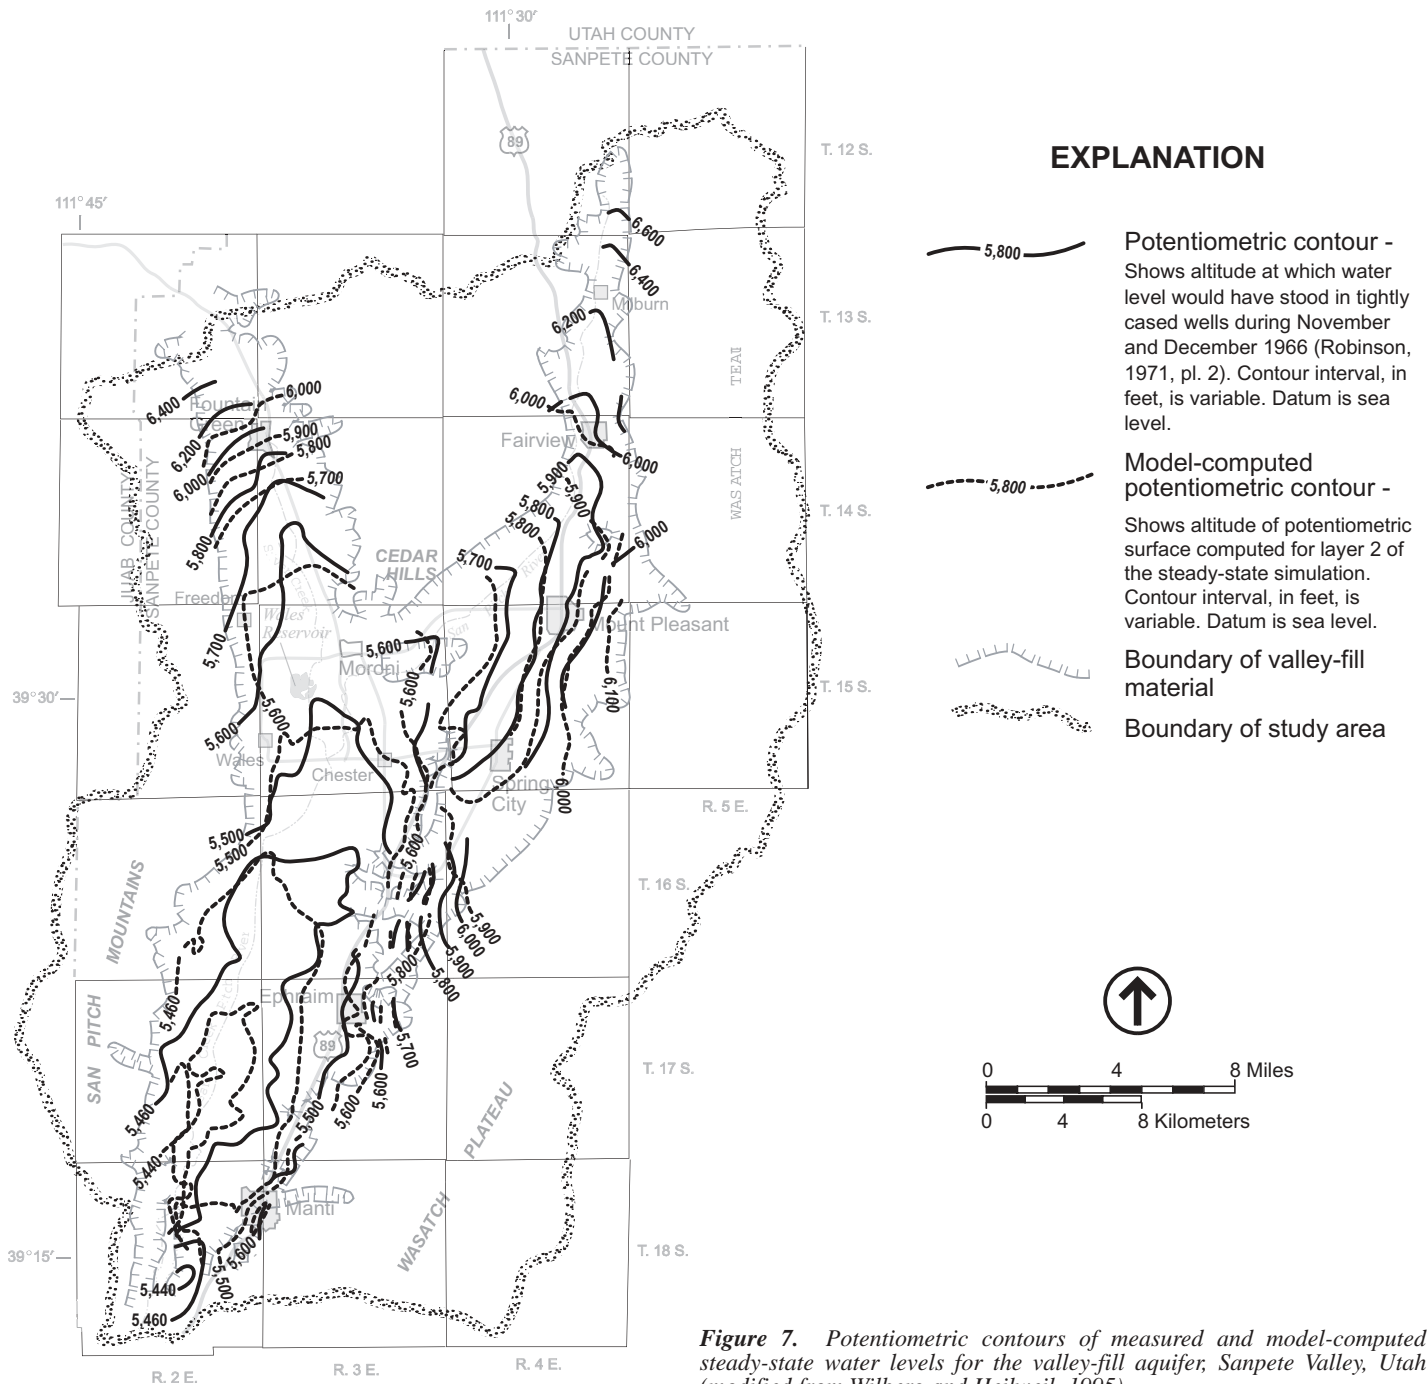 111°30′
UTAH COUNTY
SANPETE COUNTY
89
T. 12 S.
EXPLANATION
111°45′
6,600
5,800
Potentiometric contour -
Shows altitude at which water
level would have stood in tightly
cased wells during November
and December 1966 (Robinson,
1971, pl. 2). Contour interval, in
feet, is variable. Datum is sea
level.
6,400
Milburn
6,200
T. 13 S.
6,000
6,400
Fountain
Green
6,000
5,900
5,800
6,200
Fairview
6,000
5,700
6,000
5,900
5,900
JUAB COUNTY
SANPETE COUNTY
WASATCH
5,800
Model-computed
potentiometric contour -
Shows altitude of potentiometric
surface computed for layer 2 of
the steady-state simulation.
Contour interval, in feet, is
variable. Datum is sea level.
5,800
5,800
T. 14 S.
5,800
6,000
CEDAR
HILLS
5,700
River
Freedom
Wales
Reservoir
San
Mount Pleasant
5,700
5,600
Moroni
Boundary of valley-fill
material
39°30′
5,600
6,100
T. 15 S.
5,600
5,600
Boundary of study area
Wales
Chester
Spring
City
6,000
R. 5 E.
5,500
5,500
5,600
T. 16 S.
SAN PITCH
MOUNTAINS
5,900
6,000
5,900
5,800
5,800
5,460
Ephraim
89
5,700
T. 17 S.
0 4 8 Miles
0 4 8 Kilometers
5,460
5,500
5,600
5,600
WASATCH
PLATEAU
5,440
Manti
39°15′
5,600
5,500
T. 18 S.
5,440
5,460
R. 2 E.
R. 3 E.
R. 4 E.
Figure 7. Potentiometric contours of measured and model-computed
steady-state water levels for the valley-fill aquifer, Sanpete Valley, Utah